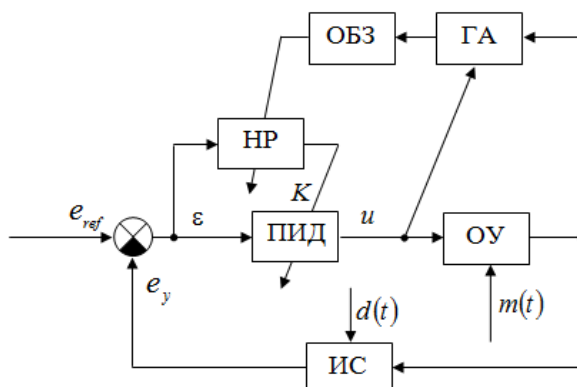 ОБЗ
ГА
НР
K
e_ref
ε
ПИД
u
ОУ
e_y
d(t)
m(t)
ИС